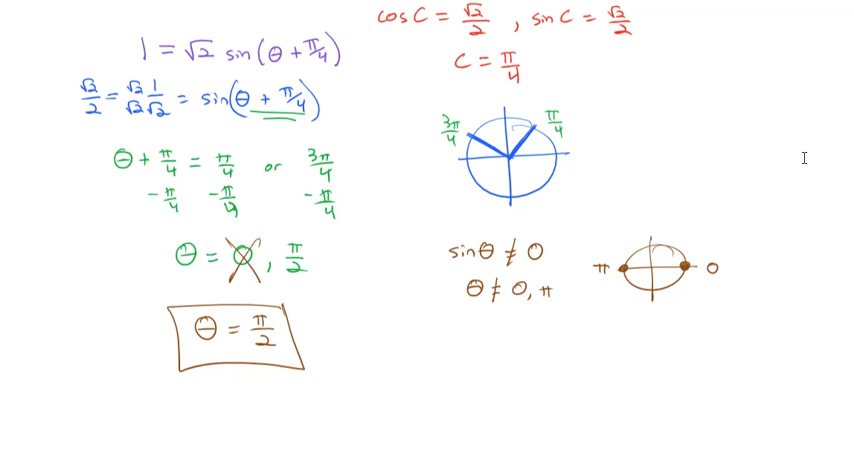 cos C = √2/2 , sin C = √2/2
C = π/4
1 = √2 sin(θ + π/4)
√2/2 = √2/√2 1/√2 = sin(θ + π/4)
θ + π/4 = π/4 or 3π/4
-π/4 -π/4 -π/4
θ = 0, π/2
θ = π/2
3π/4 π/4
sinθ ≠ 0
θ ≠ 0, π
π 0